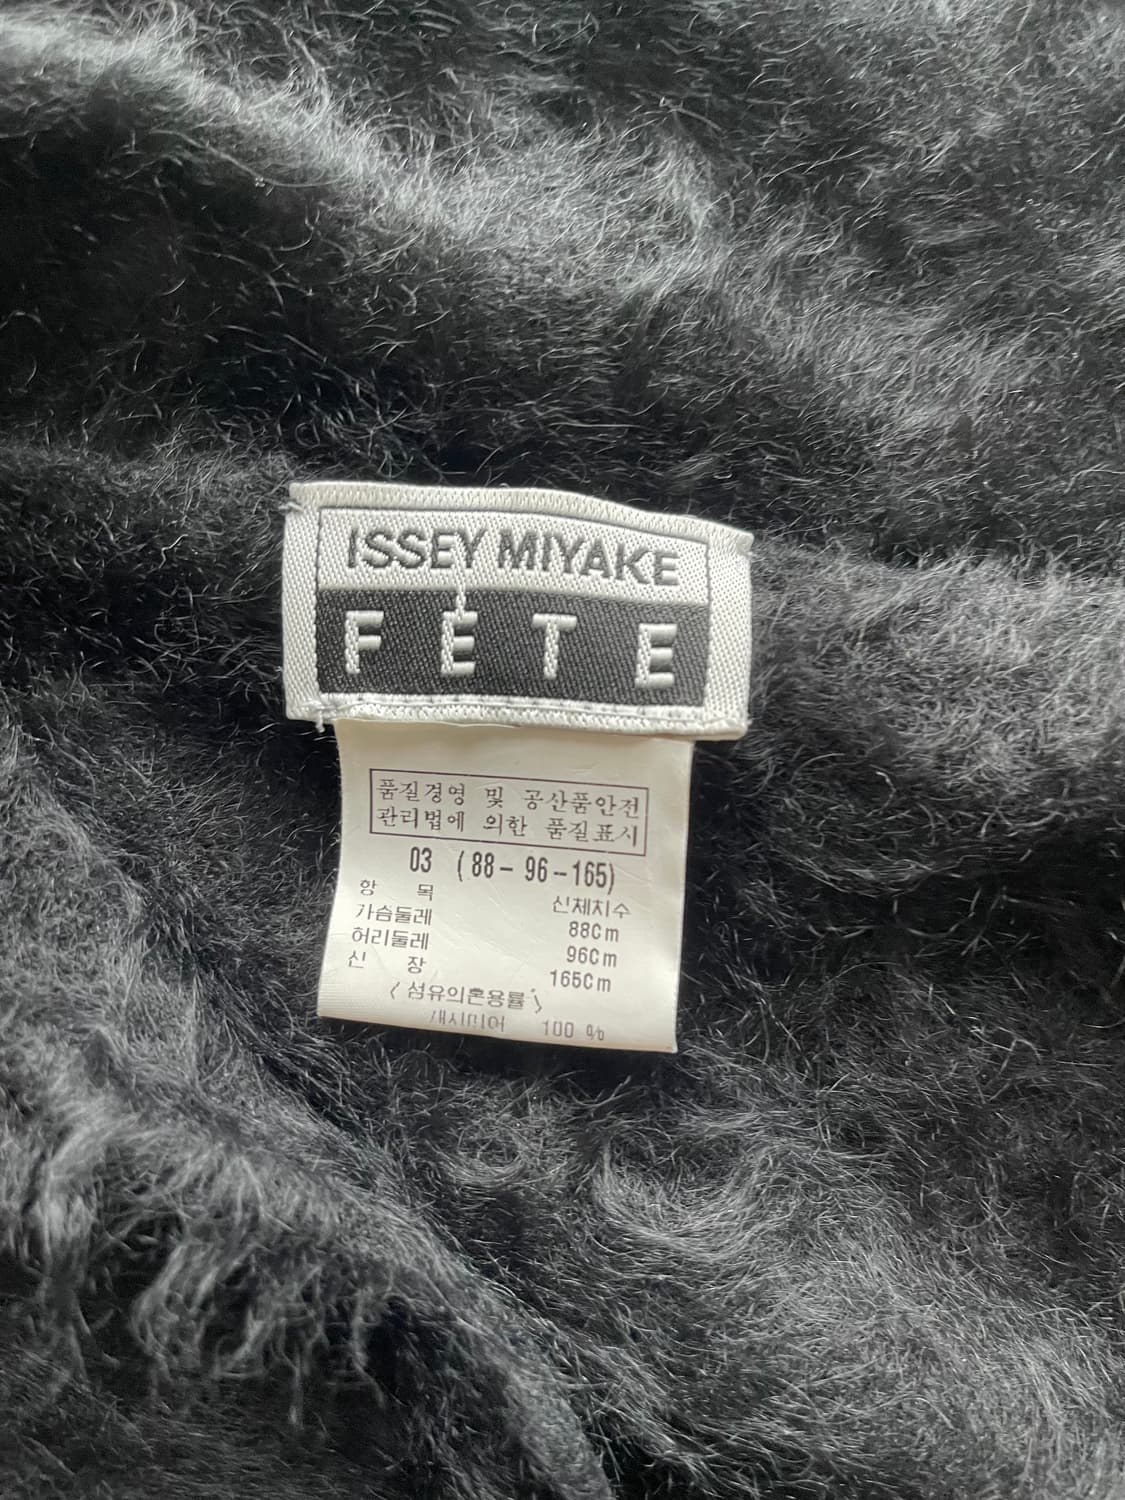 ISSEY MIYAKE
FÊTE
품질경영 및 공산품안전
관리법에 의한 품질표시
03 (88-96-165)
항 목 신체치수
가슴둘레 88Cm
허리둘레 96Cm
신 장 165Cm
〈섬유의혼용률〉
캐시미어 100 %